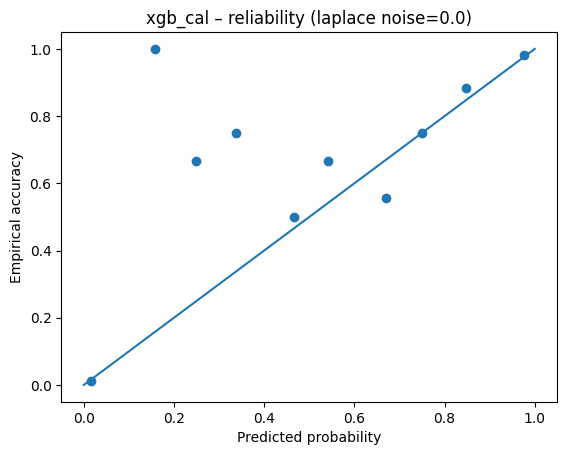 xgb_cal – reliability (laplace noise=0.0)
Empirical accuracy
1.0
0.8
0.6
0.4
0.2
0.0
0.0 0.2 0.4 0.6 0.8 1.0
Predicted probability